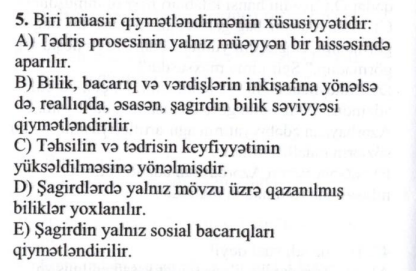 5. Biri müasir qiymətləndirmənin xüsusiyyətidir:
A) Tədris prosesinin yalnız müəyyən bir hissəsində
aparılır.
B) Bilik, bacarıq və vərdişlərin inkişafına yönəlsə
də, reallıqda, əsasən, şagirdin bilik səviyyəsi
qiymətləndirilir.
C) Təhsilin və tədrisin keyfiyyətinin
yüksəldilməsinə yönəlmişdir.
D) Şagirdlərdə yalnız mövzu üzrə qazanılmış
biliklər yoxlanılır.
E) Şagirdin yalnız sosial bacarıqları
qiymətləndirilir.